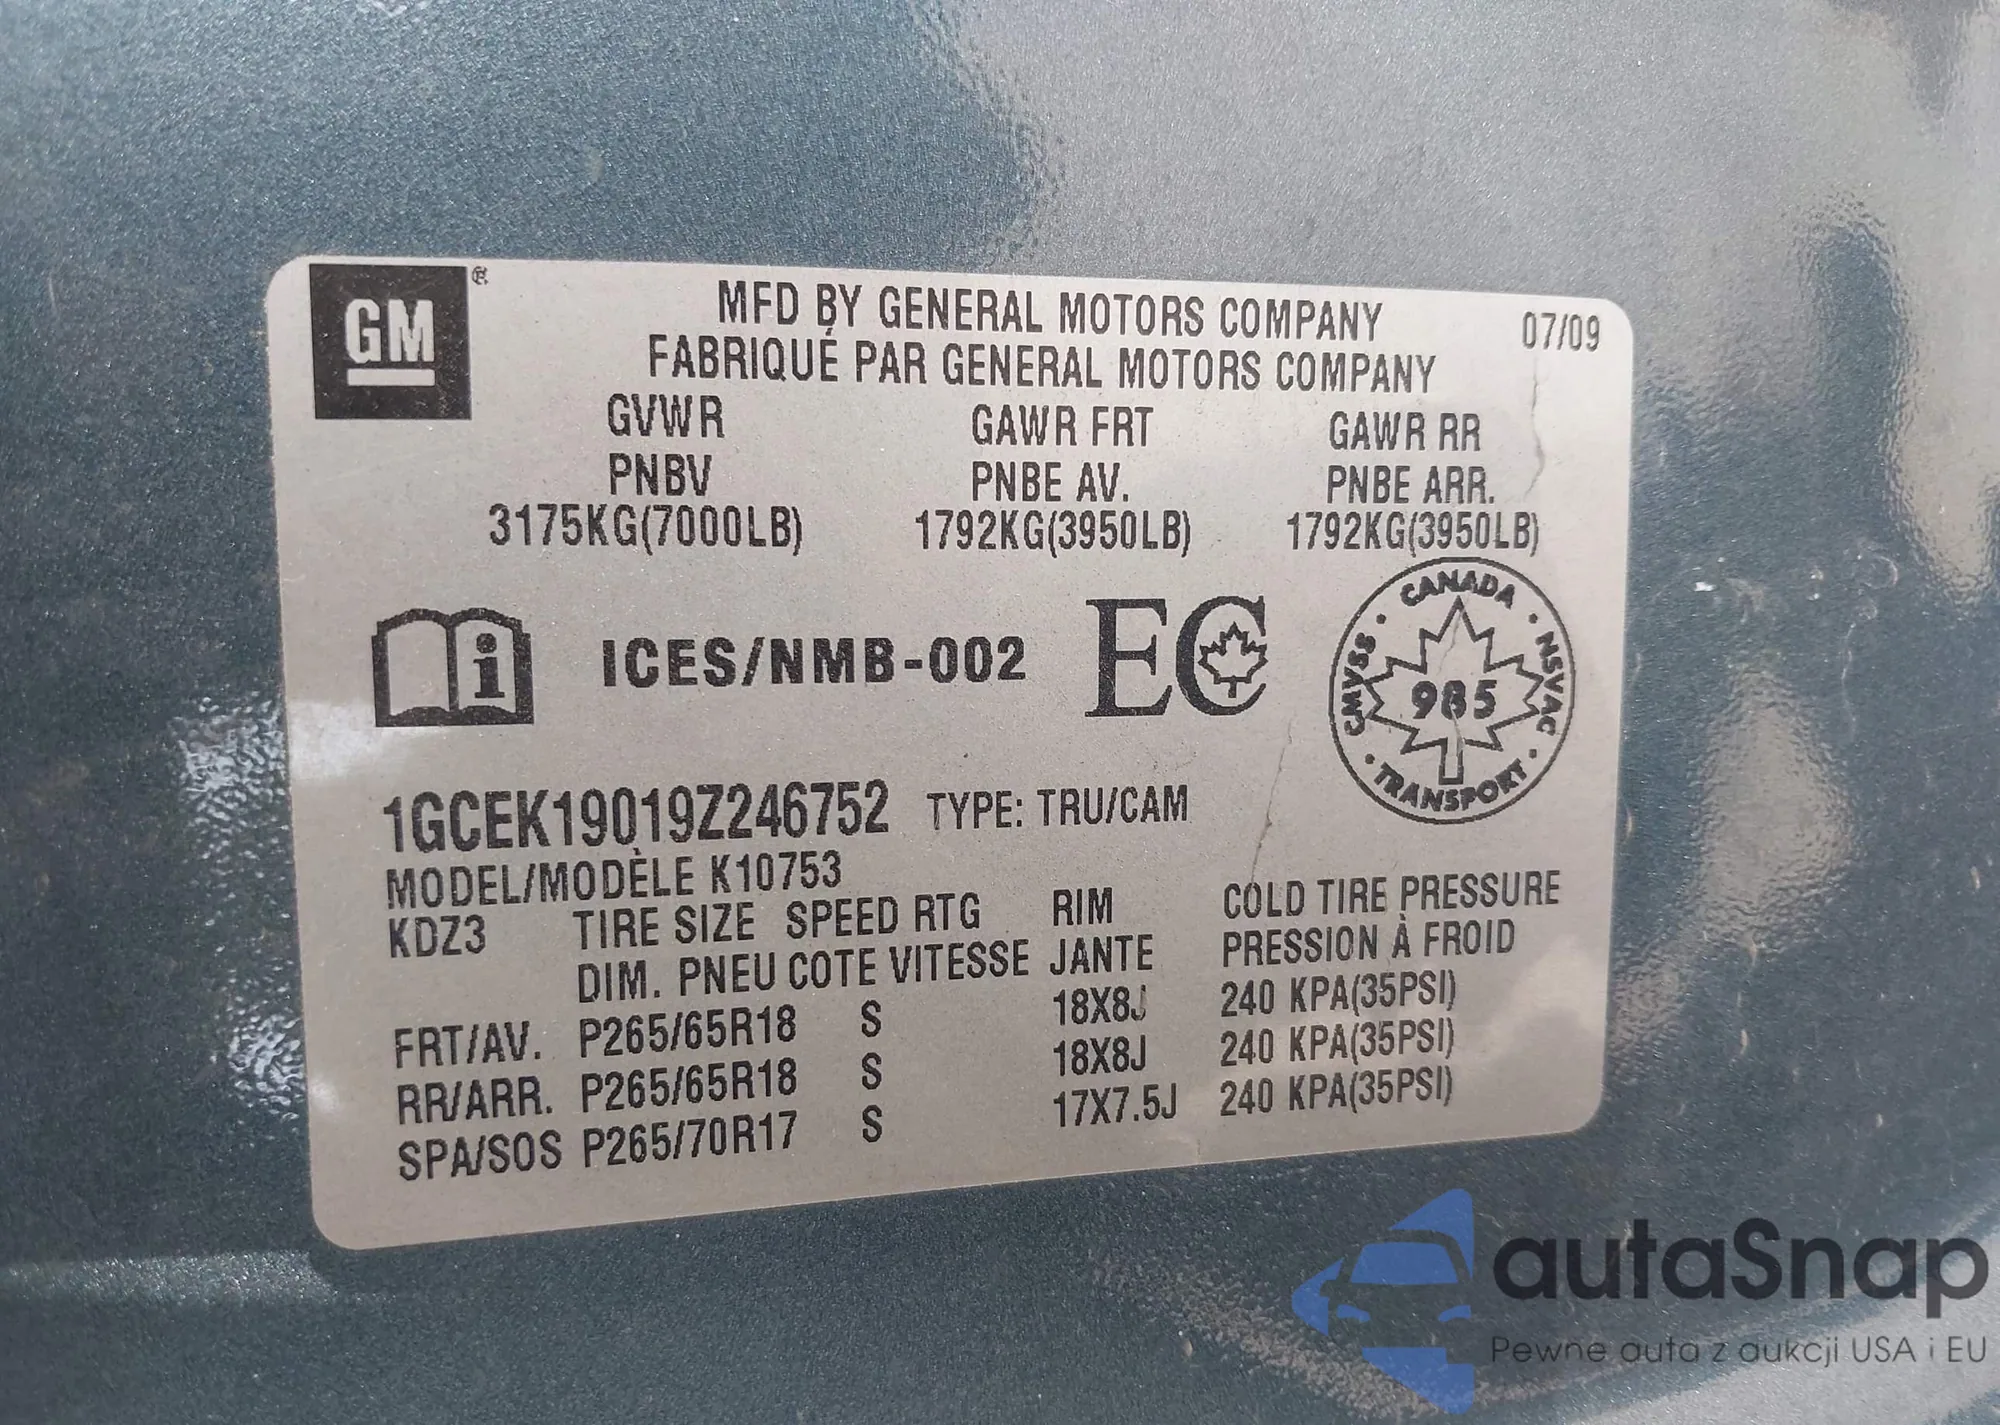 GM ®
MFD BY GENERAL MOTORS COMPANY 07/09
FABRIQUÉ PAR GENERAL MOTORS COMPANY
GVWR GAWR FRT GAWR RR
PNBV PNBE AV. PNBE ARR.
3175KG(7000LB) 1792KG(3950LB) 1792KG(3950LB)
i ICES/NMB-002 EC
CANADA
CMVSS 985 NSVAC
TRANSPORT
1GCEK19019Z246752 TYPE: TRU/CAM
MODEL/MODÈLE K10753
KDZ3 TIRE SIZE SPEED RTG RIM COLD TIRE PRESSURE
DIM. PNEU COTE VITESSE JANTE PRESSION À FROID
FRT/AV. P265/65R18 S 18X8J 240 KPA(35PSI)
RR/ARR. P265/65R18 S 18X8J 240 KPA(35PSI)
SPA/SOS P265/70R17 S 17X7.5J 240 KPA(35PSI)
autaSnap
Pewne auta z aukcji USA i EU